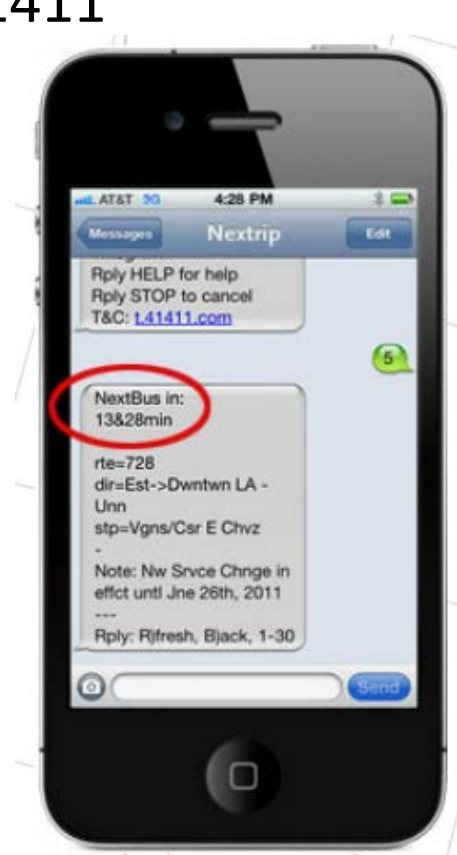 41411
AT&T 3G 4:28 PM
Messages Nextrip Edit
Rply HELP for help
Rply STOP to cancel
T&C: t.41411.com
5
NextBus in:
13&28min
rte=728
dir=Est->Dwntwn LA -
Unn
stp=Vgns/Csr E Chvz
-
Note: Nw Srvce Chnge in
effct untl Jne 26th, 2011
---
Rply: R)fresh, B)ack, 1-30
Send